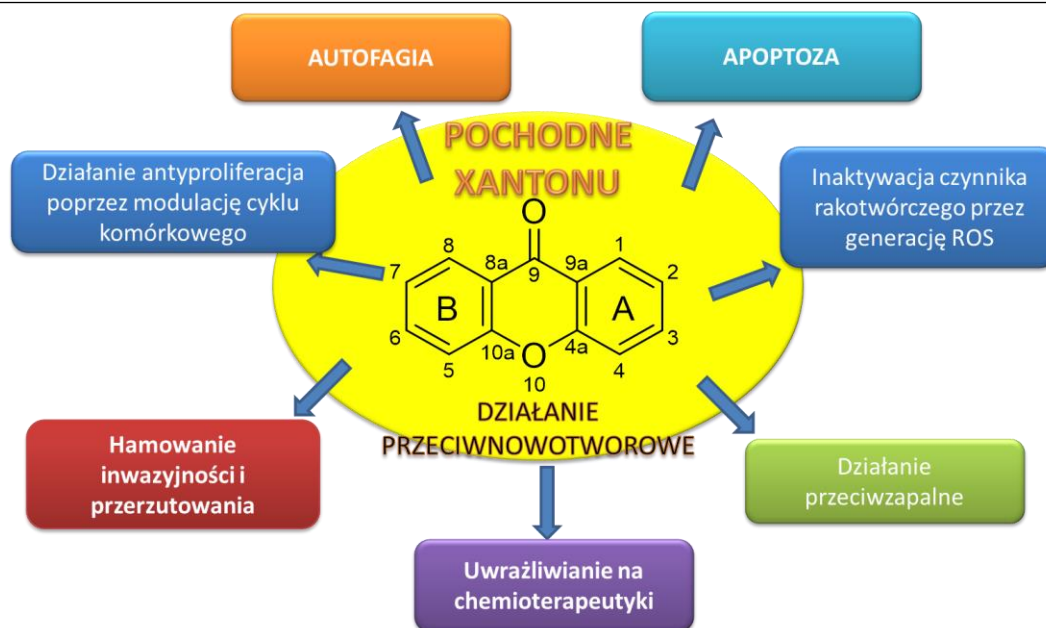 AUTOFAGIA
APOPTOZA
POCHODNE
XANTONU
Działanie antyproliferacja
poprzez modulację cyklu
komórkowego
Inaktywacja czynnika
rakotwórczego przez
generację ROS
O
8
1
8a
9
9a
7
2
B
A
6
3
10a
O
4a
5
10
4
DZIAŁANIE
PRZECIWNOWOTWOROWE
Hamowanie
inwazyjności i
przerzutowania
Działanie
przeciwzapalne
Uwrażliwianie na
chemioterapeutyki